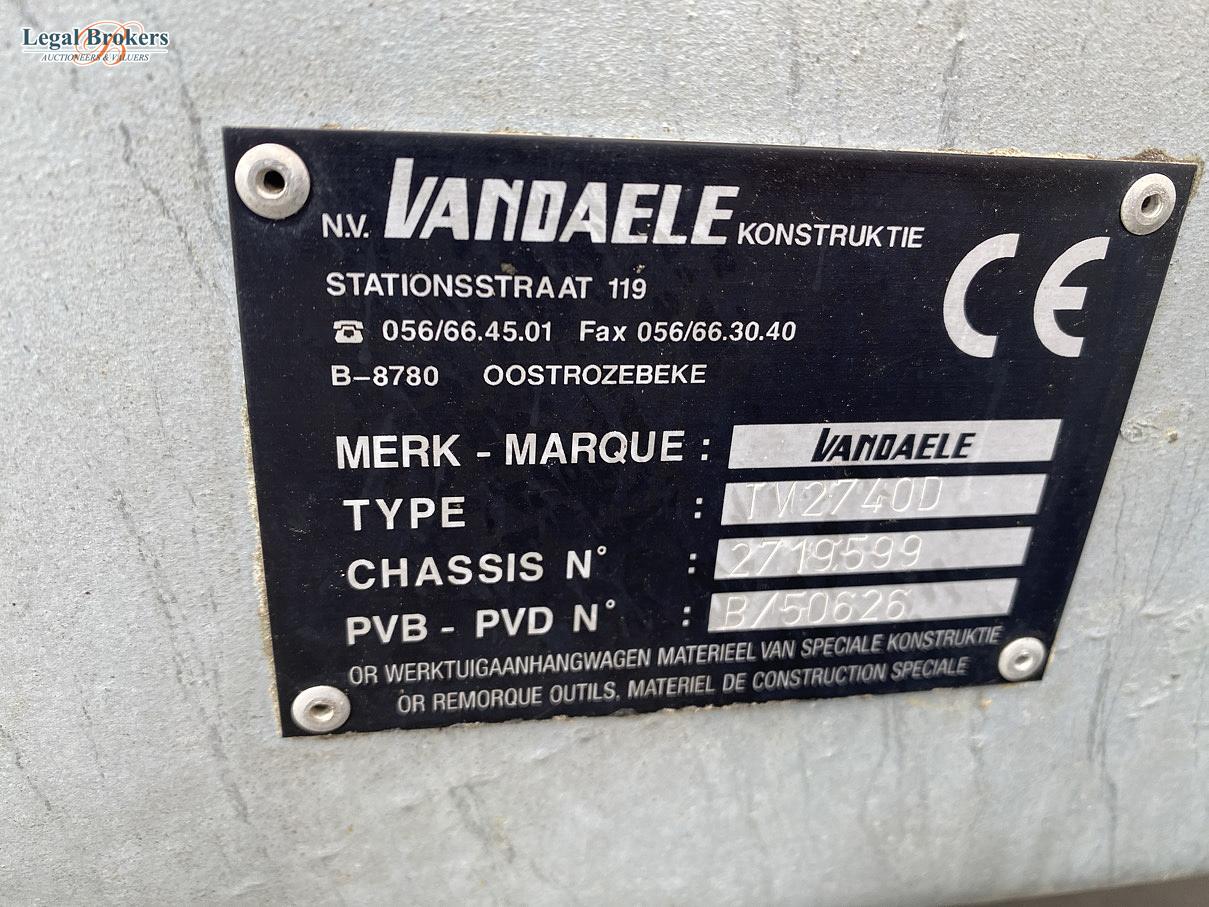 Legal Brokers
AUCTIONEERS & VALUERS
N.V. VANDAELE KONSTRUKTIE
STATIONSSTRAAT 119
☎ 056/66.45.01 Fax 056/66.30.40
B-8780 OOSTROZEBEKE
CE
MERK - MARQUE : VANDAELE
TYPE : TV2740D
CHASSIS N° : 2719599
PVB - PVD N° : B/50626
OR WERKTUIGAANHANGWAGEN MATERIEEL VAN SPECIALE KONSTRUKTIE
OR REMORQUE OUTILS, MATERIEL DE CONSTRUCTION SPECIALE